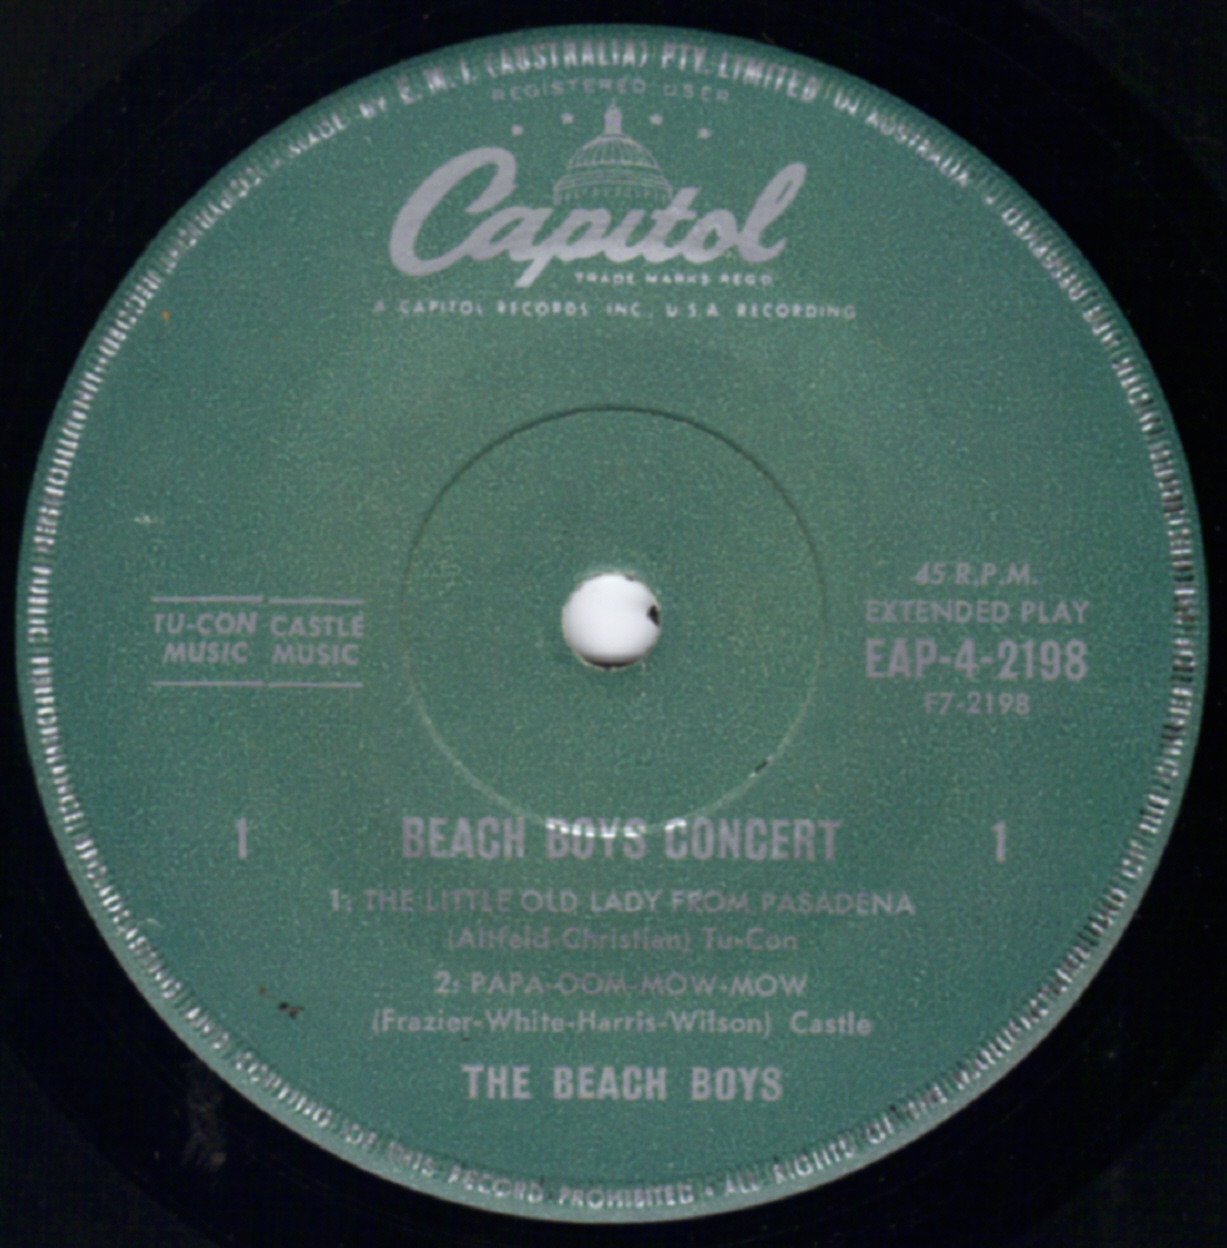 MADE BY E.M.I. (AUSTRALIA) PTY. LIMITED IN AUSTRALIA
REGISTERED USER
Capitol
TRADE MARKS REGD
A CAPITOL RECORDS INC., U.S.A. RECORDING
45 R.P.M.
EXTENDED PLAY
EAP-4-2198
F7-2198
TU-CON MUSIC
CASTLE MUSIC
1 BEACH BOYS CONCERT 1
1: THE LITTLE OLD LADY FROM PASADENA
(Altfeld-Christian) Tu-Con
2: PAPA-OOM-MOW-MOW
(Frazier-White-Harris-Wilson) Castle
THE BEACH BOYS
OF THIS RECORD PROHIBITED • ALL RIGHTS OF THE